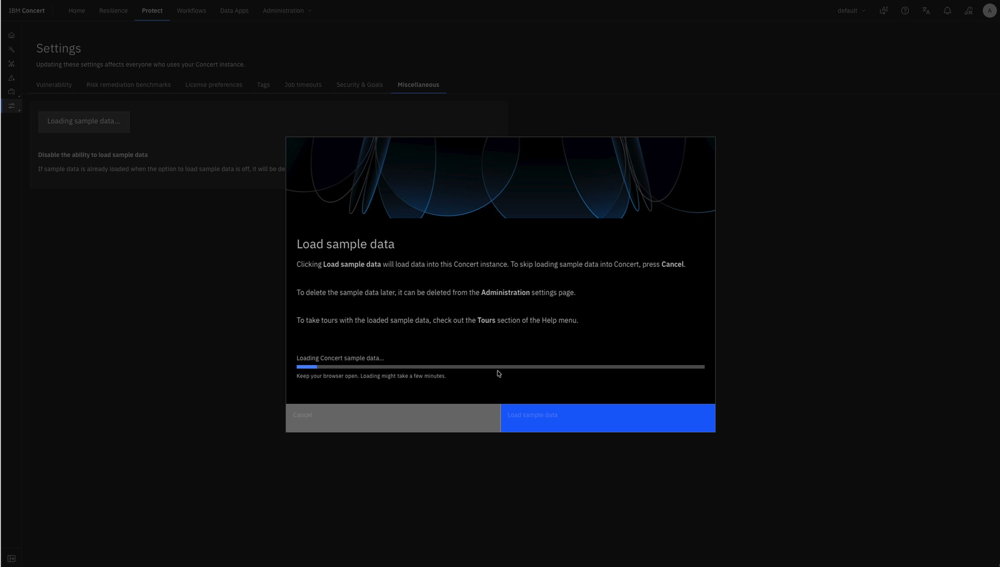 IBM Concert
Home
Resilience
Protect
Workflows
Data Apps
Administration
default
A
Settings
Updating these settings affects everyone who uses your Concert instance.
Vulnerability
Risk remediation benchmarks
License preferences
Tags
Job timeouts
Security & Goals
Miscellaneous
Loading sample data...
Disable the ability to load sample data
If sample data is already loaded when the option to load sample data is off, it will be de
Load sample data
Clicking Load sample data will load data into this Concert instance. To skip loading sample data into Concert, press Cancel.
To delete the sample data later, it can be deleted from the Administration settings page.
To take tours with the loaded sample data, check out the Tours section of the Help menu.
Loading Concert sample data...
Keep your browser open. Loading might take a few minutes.
Cancel
Load sample data